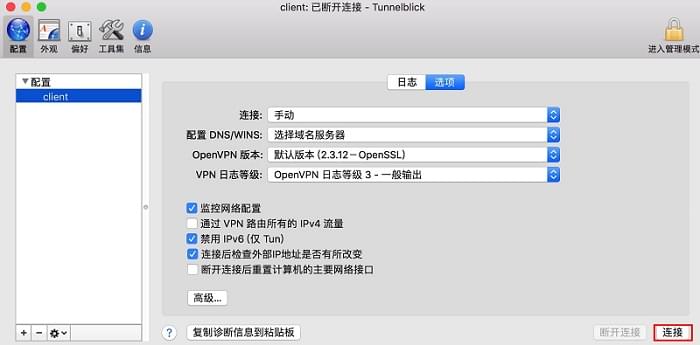 client: 已断开连接 - Tunnelblick
配置 外观 偏好 工具集 信息 进入管理模式
配置
client
日志 选项
连接: 手动
配置 DNS/WINS: 选择域名服务器
OpenVPN 版本: 默认版本 (2.3.12－OpenSSL)
VPN 日志等级: OpenVPN 日志等级 3 - 一般输出
监控网络配置
通过 VPN 路由所有的 IPv4 流量
禁用 IPv6 (仅 Tun)
连接后检查外部IP地址是否有所改变
断开连接后重置计算机的主要网络接口
高级...
+ − ? 复制诊断信息到粘贴板 断开连接 连接